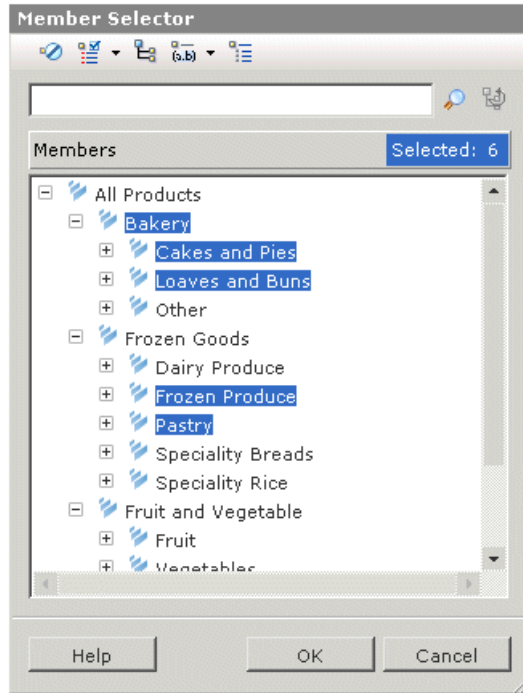 Member Selector
(a.b)
Members Selected: 6
All Products
Bakery
Cakes and Pies
Loaves and Buns
Other
Frozen Goods
Dairy Produce
Frozen Produce
Pastry
Speciality Breads
Speciality Rice
Fruit and Vegetable
Fruit
Vegetables
Help OK Cancel